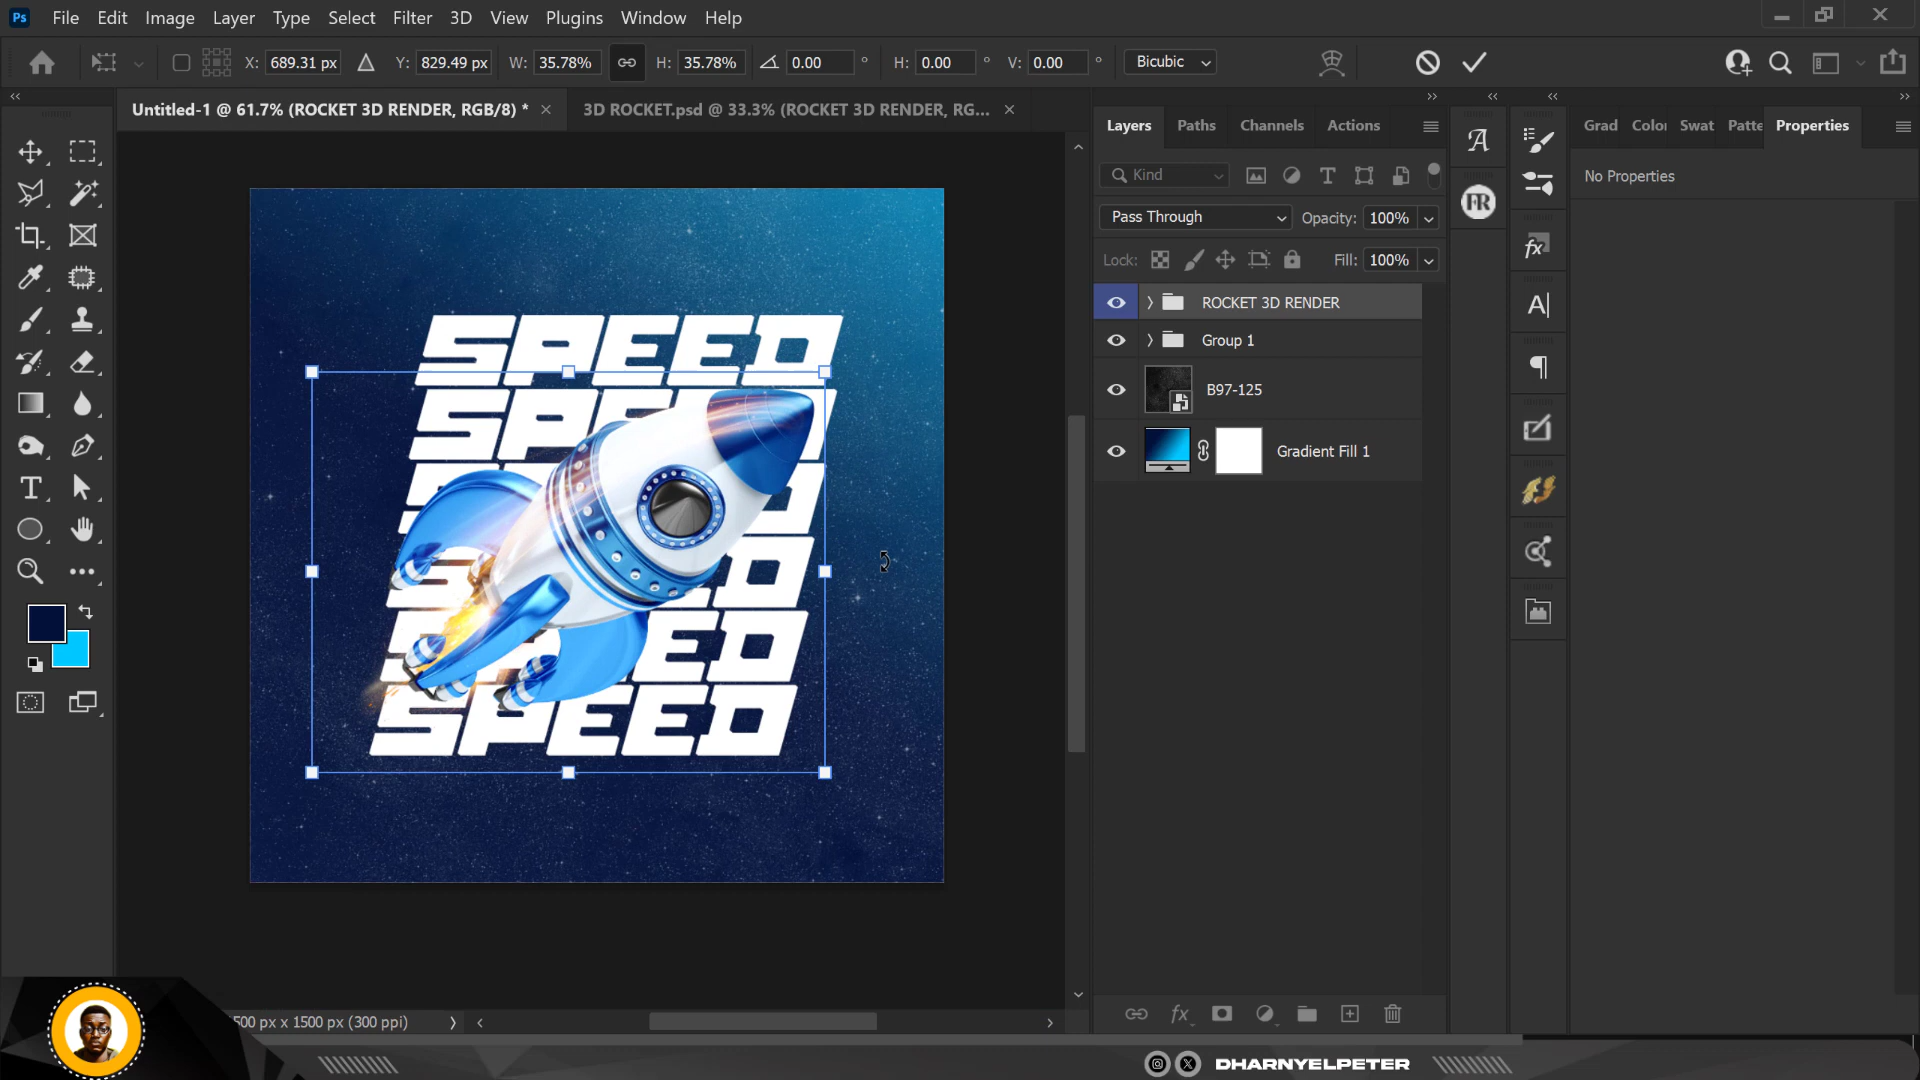 Ps File Edit Image Layer Type Select Filter 3D View Plugins Window Help
X: 689.31 px Y: 829.49 px W: 35.78% H: 35.78% 0.00 ° H: 0.00 ° V: 0.00 ° Bicubic
Untitled-1 @ 61.7% (ROCKET 3D RENDER, RGB/8) * × 3D ROCKET.psd @ 33.3% (ROCKET 3D RENDER, RG... ×
Layers Paths Channels Actions
Grad Color Swat Patte Properties
Kind
No Properties
Pass Through Opacity: 100%
Lock: Fill: 100%
ROCKET 3D RENDER
Group 1
B97-125
Gradient Fill 1
FR
SPEED
SPEED
SPEED
SPEED
500 px x 1500 px (300 ppi)
DHARNYELPETER